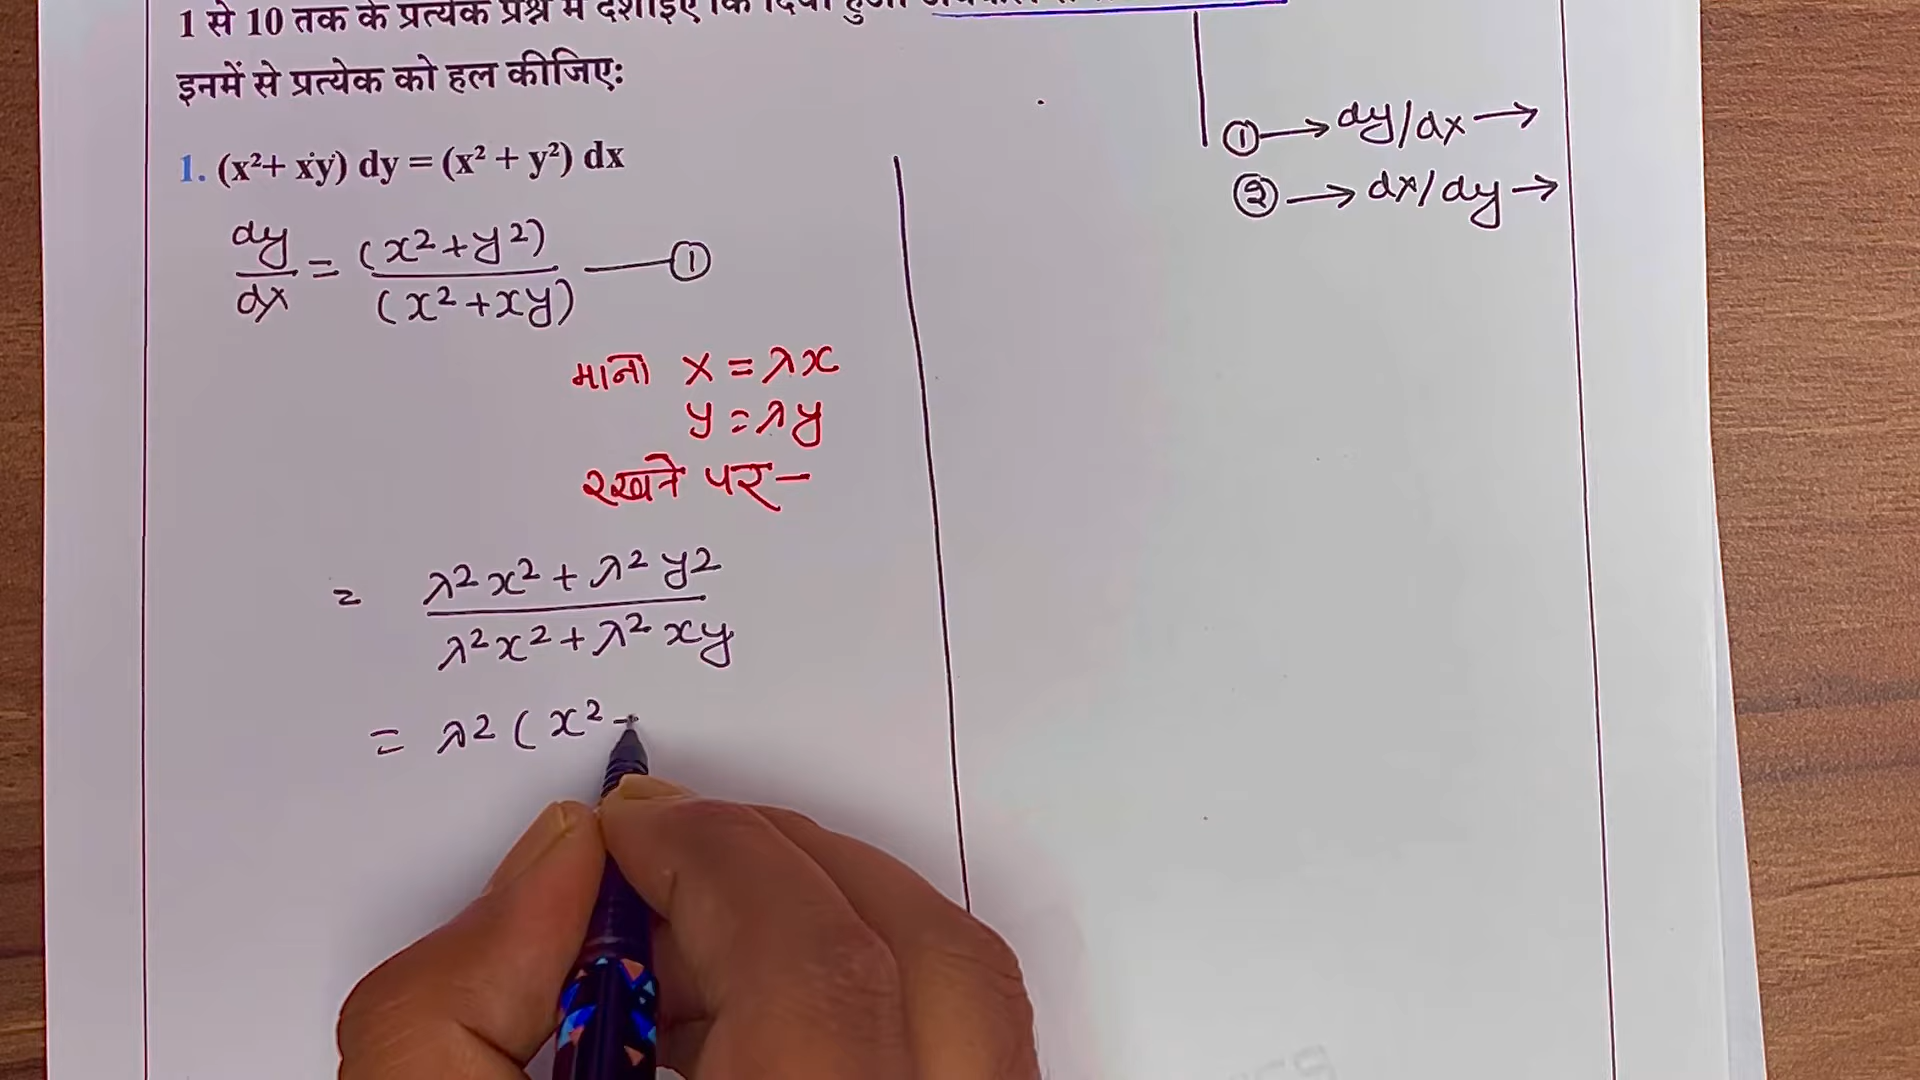 1 से 10 तक के प्रत्येक प्रश्न में दर्शाइए कि दिया हुआ
इनमें से प्रत्येक को हल कीजिए:
1. (x²+ xy) dy = (x² + y²) dx
dy/dx = (x²+y²)/(x²+xy) —— ①
माना x = λx
y = λy
रखने पर –
= λ²x² + λ²y² / λ²x² + λ²xy
= λ² (x² +
① → dy/dx →
② → dx/dy →